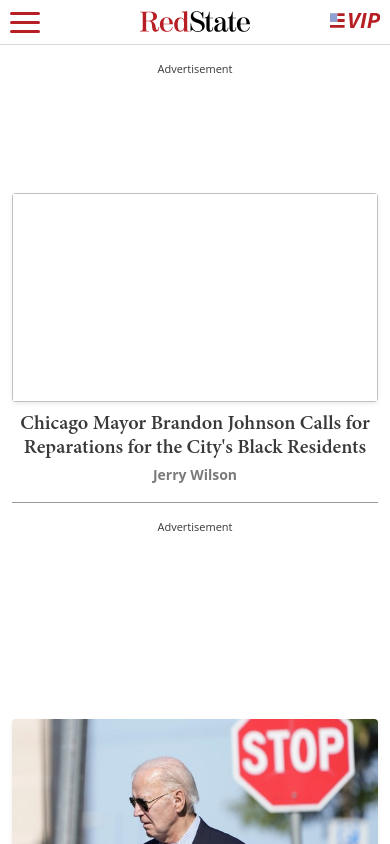 RedState
VIP
Advertisement
Chicago Mayor Brandon Johnson Calls for
Reparations for the City's Black Residents
Jerry Wilson
Advertisement
STOP